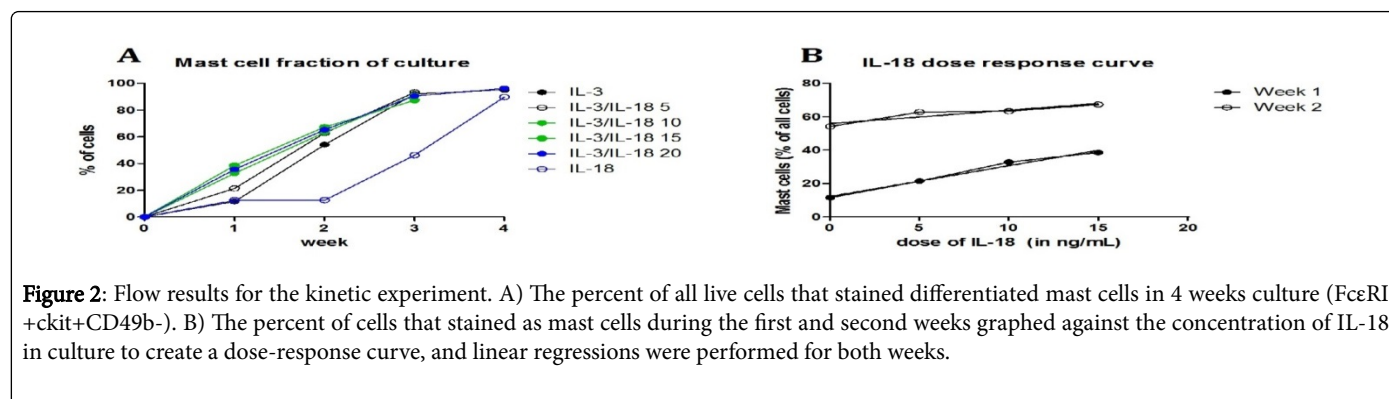 A
Mast cell fraction of culture
% of cells
100
80
60
40
20
0
0 1 2 3 4
week
IL-3
IL-3/IL-18 5
IL-3/IL-18 10
IL-3/IL-18 15
IL-3/IL-18 20
IL-18
B
IL-18 dose response curve
Mast cells (% of all cells)
80
60
40
20
0
0 5 10 15 20
dose of IL-18 (in ng/mL)
Week 1
Week 2
Figure 2: Flow results for the kinetic experiment. A) The percent of all live cells that stained differentiated mast cells in 4 weeks culture (FcεRI
+ckit+CD49b-). B) The percent of cells that stained as mast cells during the first and second weeks graphed against the concentration of IL-18
in culture to create a dose-response curve, and linear regressions were performed for both weeks.